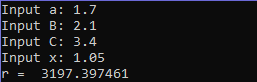 Input a: 1.7
Input B: 2.1
Input C: 3.4
Input x: 1.05
r =  3197.397461